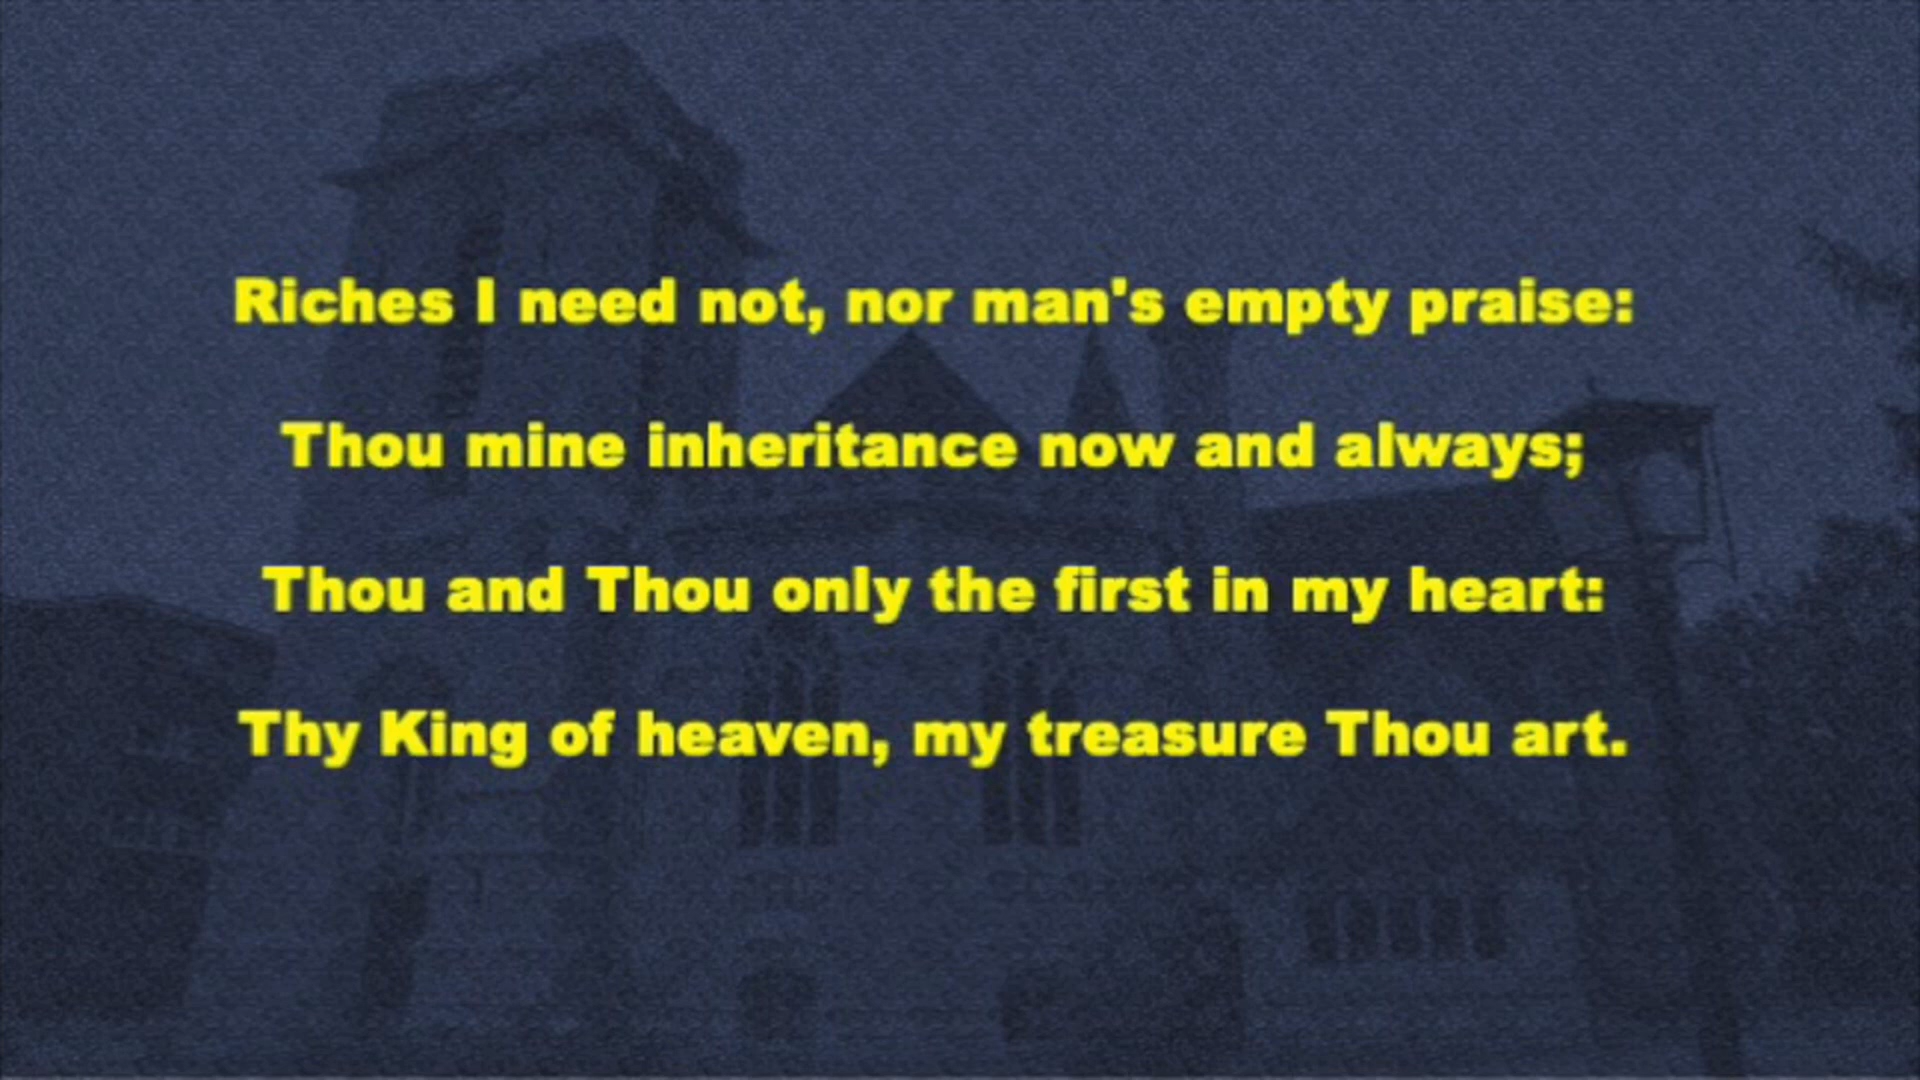 Riches I need not, nor man's empty praise:
Thou mine inheritance now and always;
Thou and Thou only the first in my heart:
Thy King of heaven, my treasure Thou art.